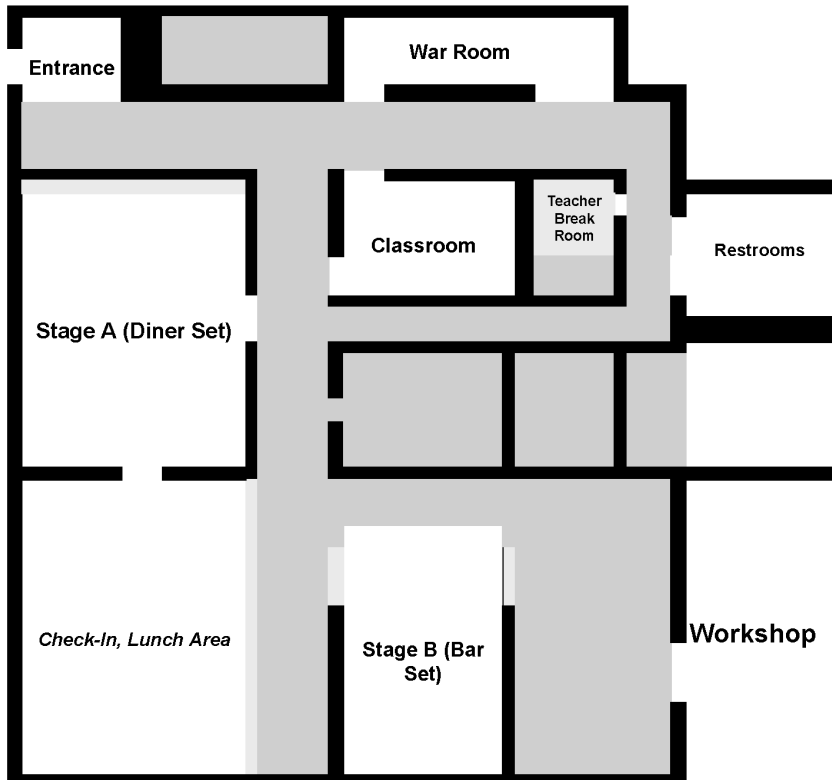 War Room
Entrance
Teacher
Break
Room
Classroom
Restrooms
Stage A (Diner Set)
Check-In, Lunch Area
Stage B (Bar
Set)
Workshop